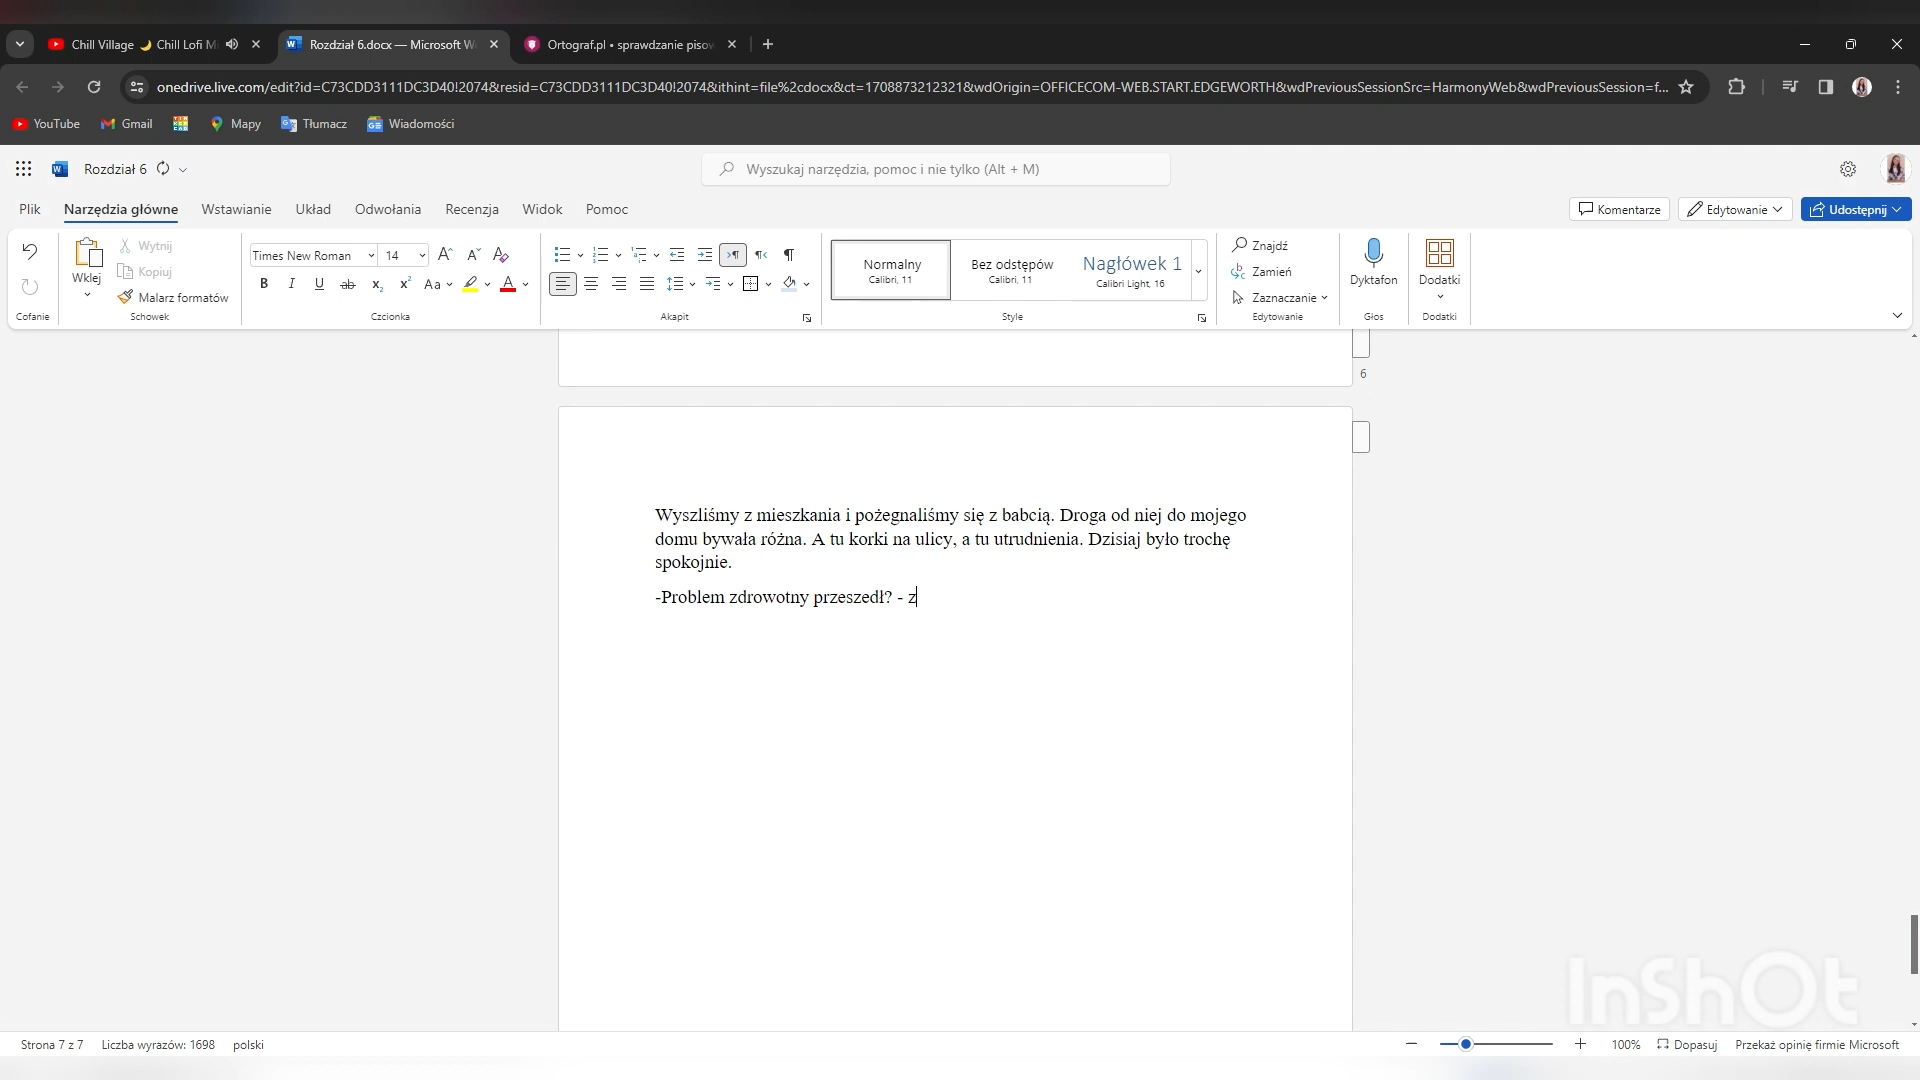 Chill Village 🌙 Chill Lofi Mi
Rozdział 6.docx — Microsoft W
Ortograf.pl • sprawdzanie pisow
onedrive.live.com/edit?id=C73CDD3111DC3D40!2074&resid=C73CDD3111DC3D40!2074&ithint=file%2cdocx&ct=1708873212321&wdOrigin=OFFICECOM-WEB.START.EDGEWORTH&wdPreviousSessionSrc=HarmonyWeb&wdPreviousSession=f...
YouTube Gmail Mapy Tłumacz Wiadomości
Rozdział 6
Wyszukaj narzędzia, pomoc i nie tylko (Alt + M)
Plik Narzędzia główne Wstawianie Układ Odwołania Recenzja Widok Pomoc
Komentarze Edytowanie Udostępnij
Wklej
Wytnij
Kopiuj
Malarz formatów
Times New Roman 14
Normalny
Calibri, 11
Bez odstępów
Calibri, 11
Nagłówek 1
Calibri Light, 16
Znajdź
Zamień
Zaznaczanie
Dyktafon
Dodatki
Cofanie Schowek Czcionka Akapit Style Edytowanie Głos Dodatki
6
Wyszliśmy z mieszkania i pożegnaliśmy się z babcią. Droga od niej do mojego
domu bywała różna. A tu korki na ulicy, a tu utrudnienia. Dzisiaj było trochę
spokojnie.
-Problem zdrowotny przeszedł? - z
InShOt
Strona 7 z 7 Liczba wyrazów: 1698 polski
100% Dopasuj Przekaż opinię firmie Microsoft